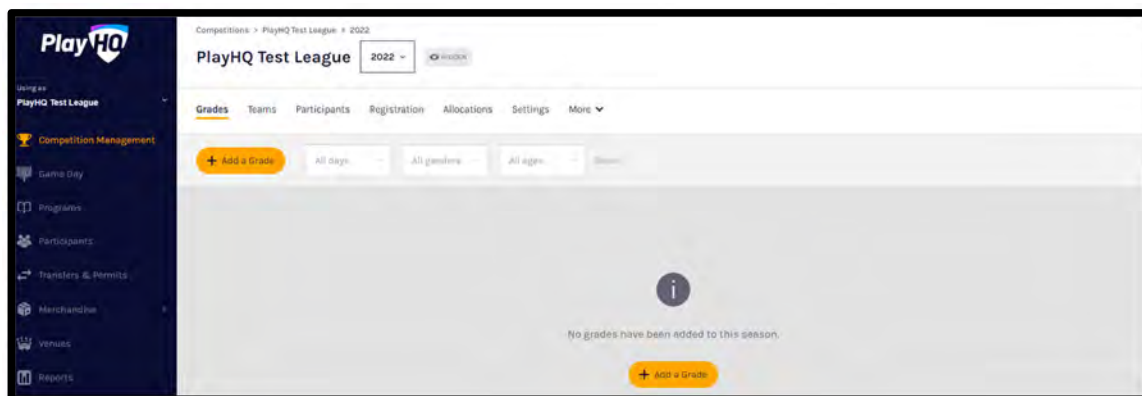 PlayHQ
Using as
PlayHQ Test League
Competition Management
Game Day
Programs
Participants
Transfers & Permits
Merchandise
Venues
Reports
Competitions > PlayHQ Test League > 2022
PlayHQ Test League 2022 HIDDEN
Grades Teams Participants Registration Allocations Settings More
+ Add a Grade All days All genders All ages Reset
i
No grades have been added to this season.
+ Add a Grade